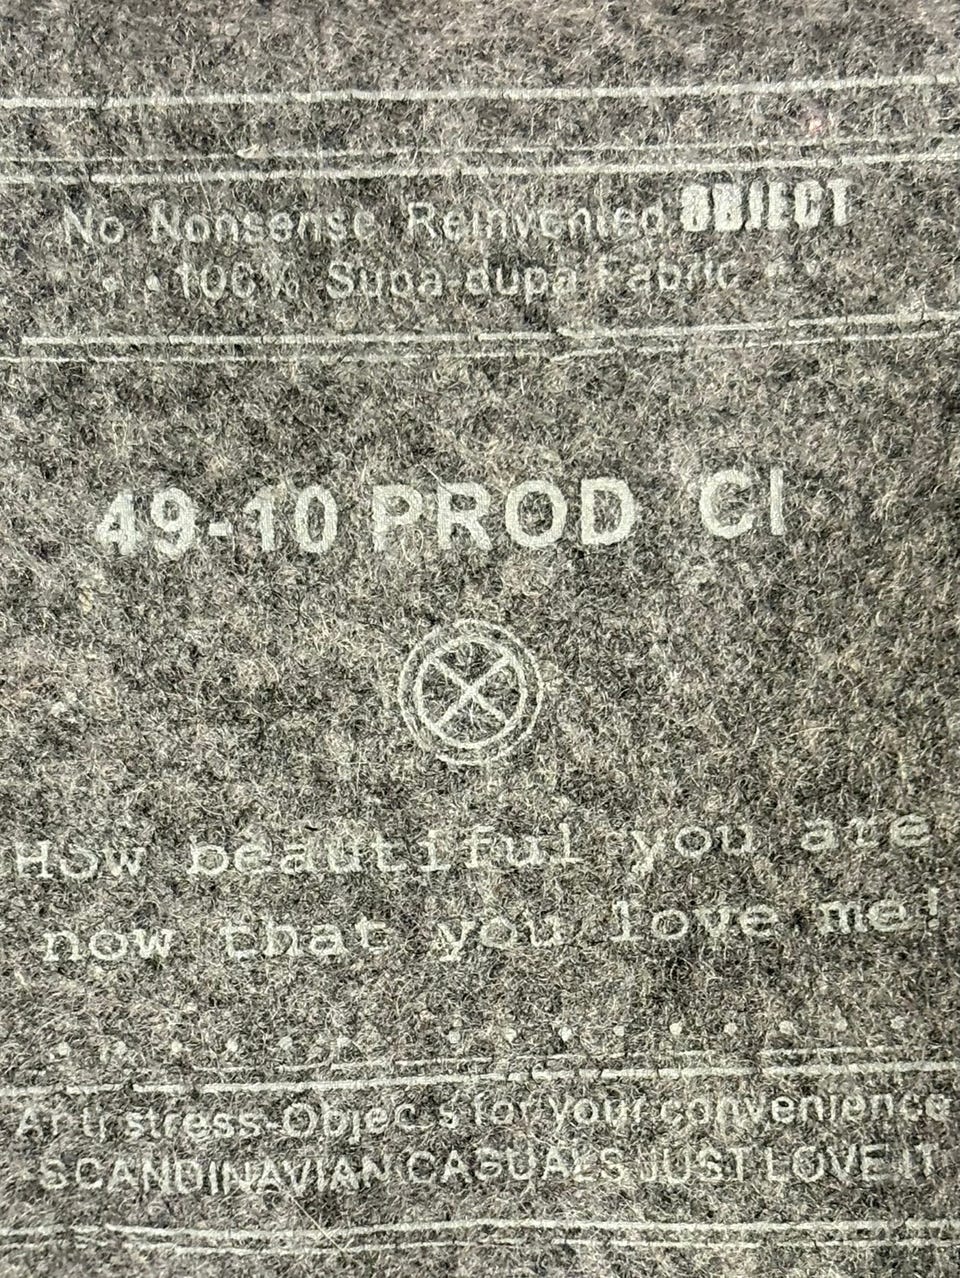 No Nonsense Reinvented OBJECT
• • 100% Supa-dupa Fabric • •
49-10 PROD CI
How beautiful you are
now that you love me!
Anti stress-Objects for your convenience
SCANDINAVIAN CASUALS JUST LOVE IT